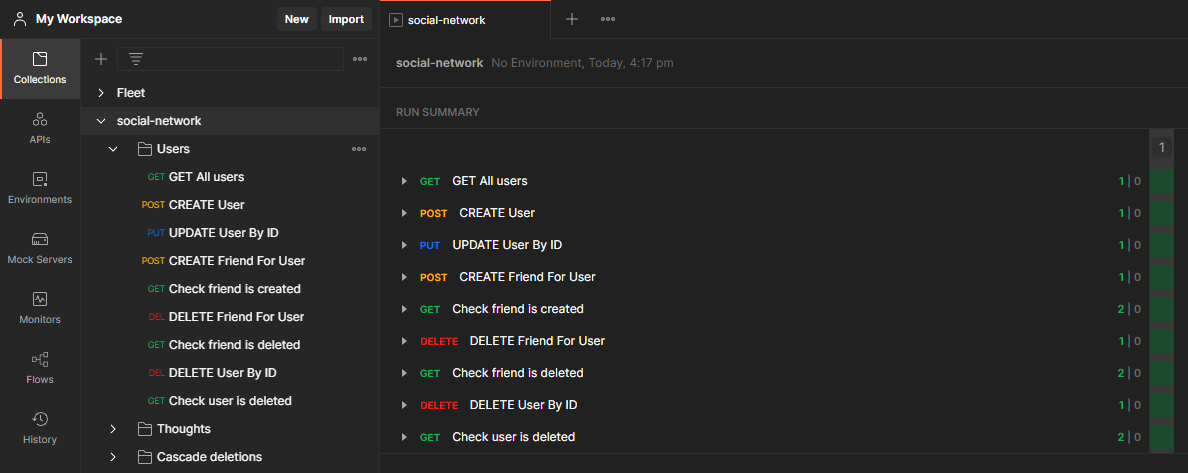 My Workspace
New
Import
Collections
APIs
Environments
Mock Servers
Monitors
Flows
History
Fleet
social-network
Users
GET GET All users
POST CREATE User
PUT UPDATE User By ID
POST CREATE Friend For User
GET Check friend is created
DEL DELETE Friend For User
GET Check friend is deleted
DEL DELETE User By ID
GET Check user is deleted
Thoughts
Cascade deletions
social-network
social-network No Environment, Today, 4:17 pm
RUN SUMMARY
1
GET GET All users 1 | 0
POST CREATE User 1 | 0
PUT UPDATE User By ID 1 | 0
POST CREATE Friend For User 1 | 0
GET Check friend is created 2 | 0
DELETE DELETE Friend For User 1 | 0
GET Check friend is deleted 2 | 0
DELETE DELETE User By ID 1 | 0
GET Check user is deleted 2 | 0